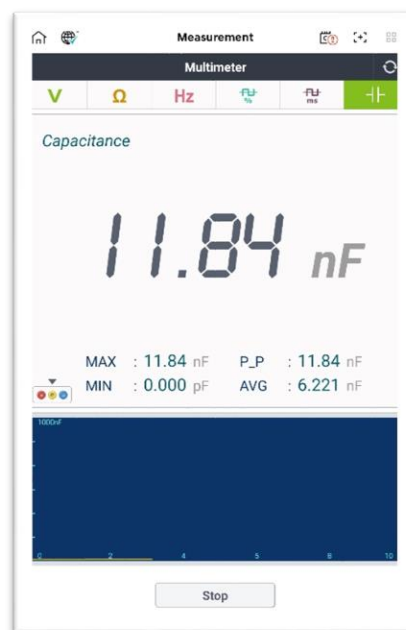 Measurement
Multimeter
V Ω Hz % ms
Capacitance
11.84 nF
MAX : 11.84 nF P_P : 11.84 nF
MIN : 0.000 pF AVG : 6.221 nF
1000nF
0 2 4 5 8 10
Stop